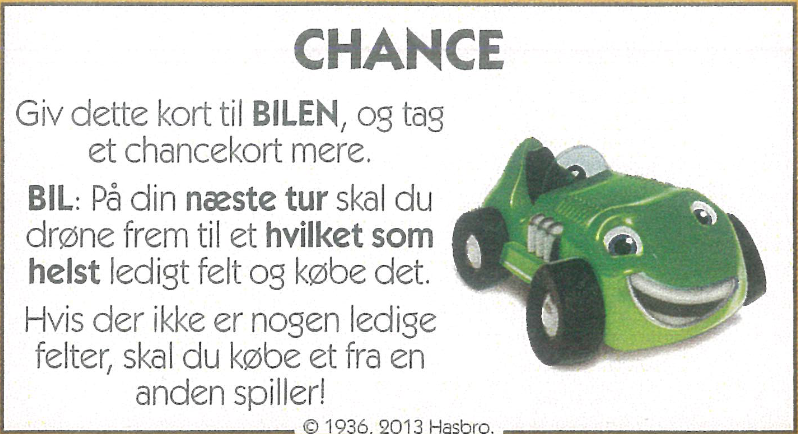 CHANCE
Giv dette kort til BILEN, og tag
et chancekort mere.
BIL: På din næste tur skal du
drøne frem til et hvilket som
helst ledigt felt og købe det.
Hvis der ikke er nogen ledige
felter, skal du købe et fra en
anden spiller!
© 1936, 2013 Hasbro.